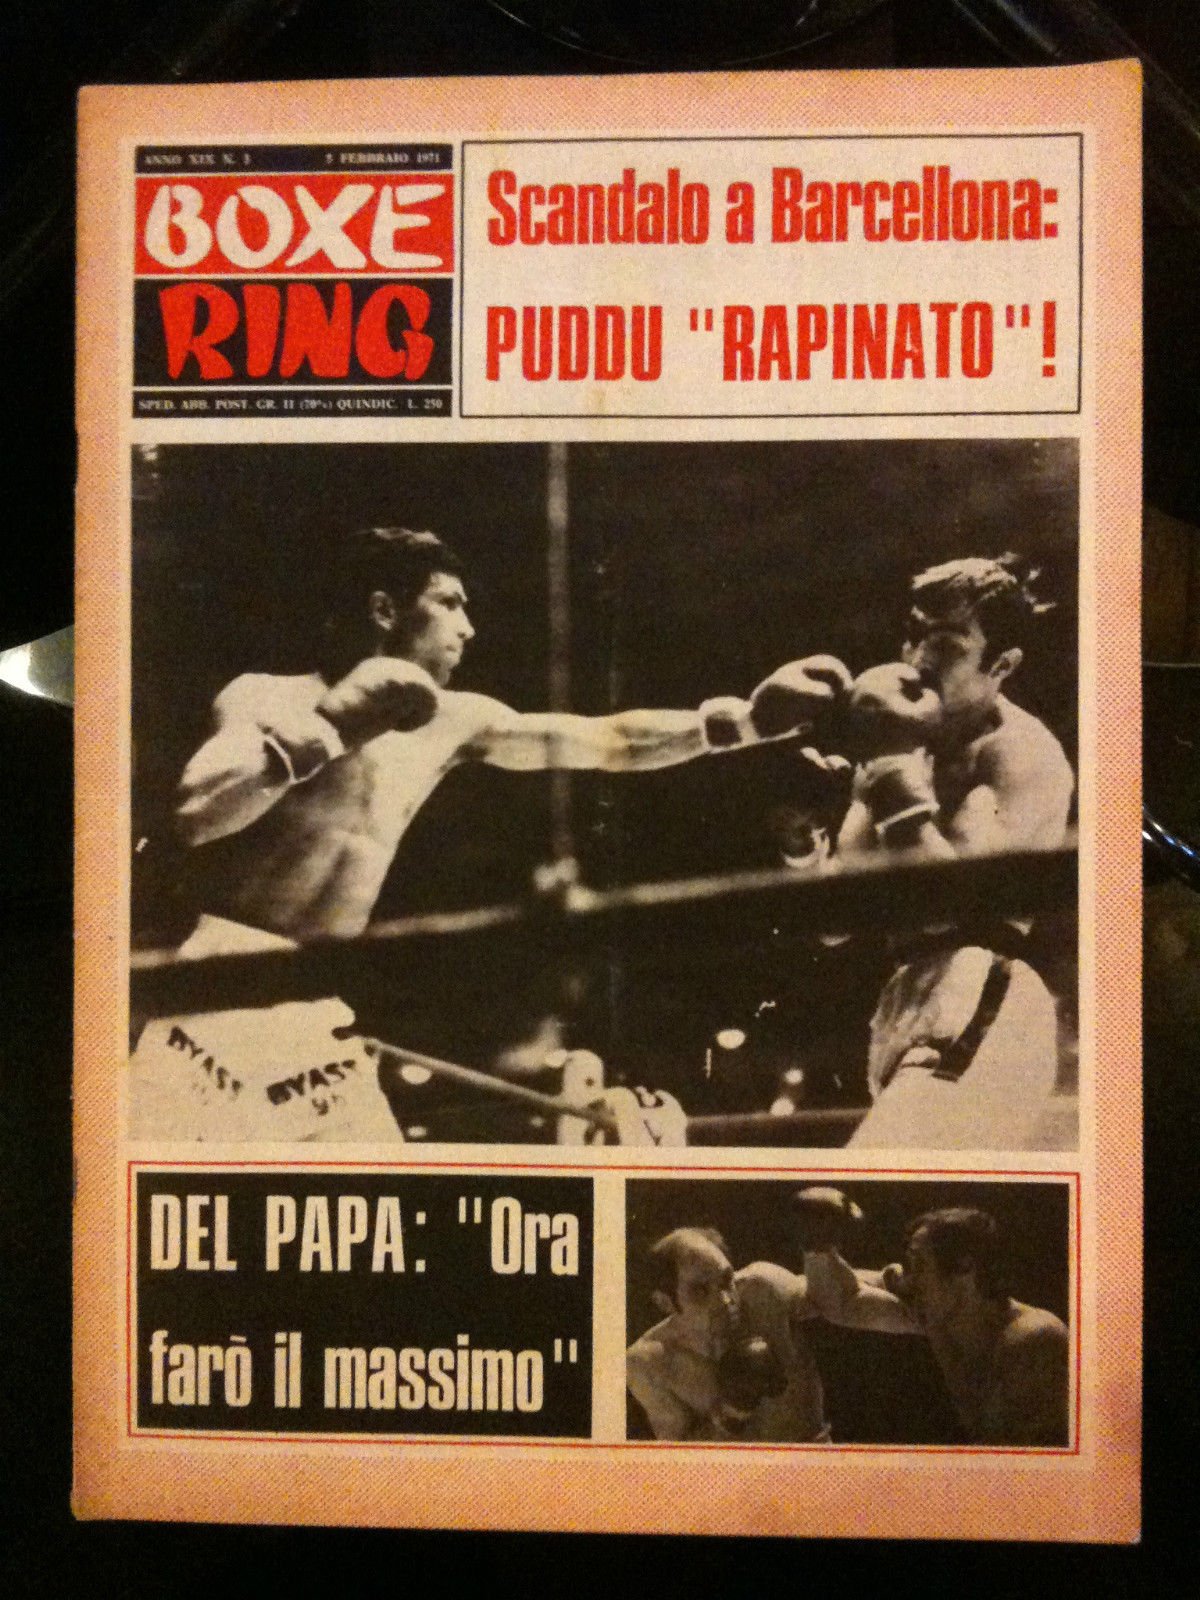 ANNO XIX N. 3 5 FEBBRAIO 1971
BOXE
RING
SPED. ABB. POST. GR. II (70%) QUINDIC. L. 250
Scandalo a Barcellona:
PUDDU "RAPINATO"!
DEL PAPA: "Ora
farò il massimo"